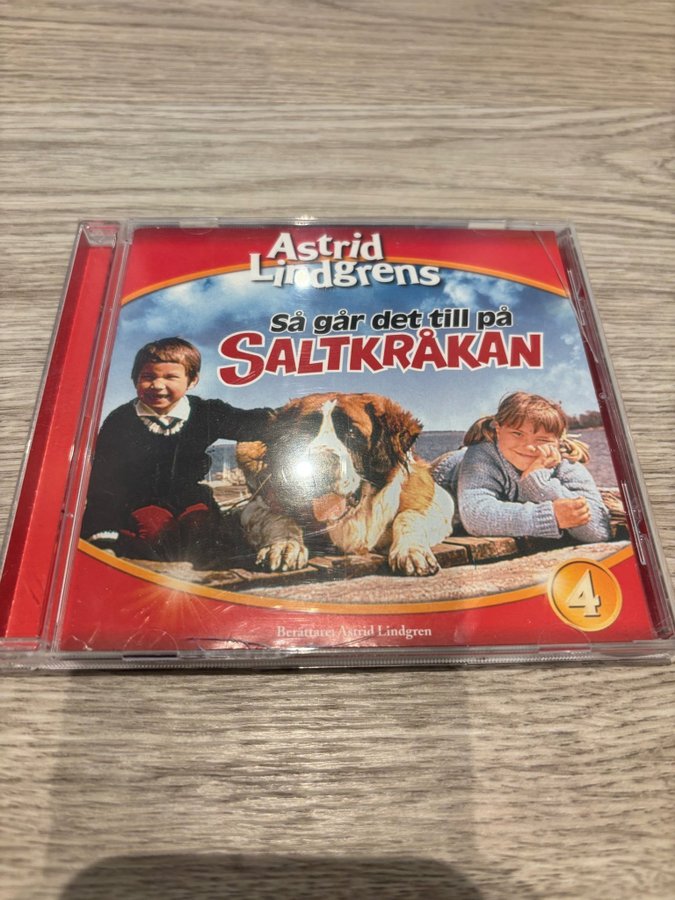 Astrid
Lindgrens
Så går det till på
SALTKRÅKAN
4
Berättare: Astrid Lindgren